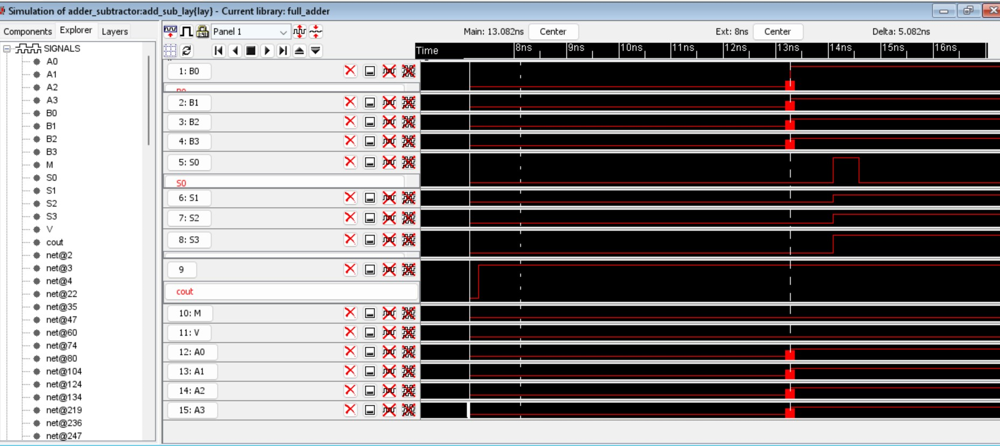 Simulation of adder_subtractor:add_sub_lay{lay} - Current library: full_adder
Components Explorer Layers
Panel 1
Main: 13.082ns Center Ext: 8ns Center Delta: 5.082ns
Time 8ns 9ns 10ns 11ns 12ns 13ns 14ns 15ns 16ns
SIGNALS
A0
A1
A2
A3
B0
B1
B2
B3
M
S0
S1
S2
S3
V
cout
net@2
net@3
net@4
net@22
net@35
net@47
net@60
net@74
net@80
net@104
net@124
net@134
net@219
net@236
net@247
1: B0
B0
2: B1
3: B2
4: B3
5: S0
S0
6: S1
7: S2
8: S3
9
cout
10: M
11: V
12: A0
13: A1
14: A2
15: A3